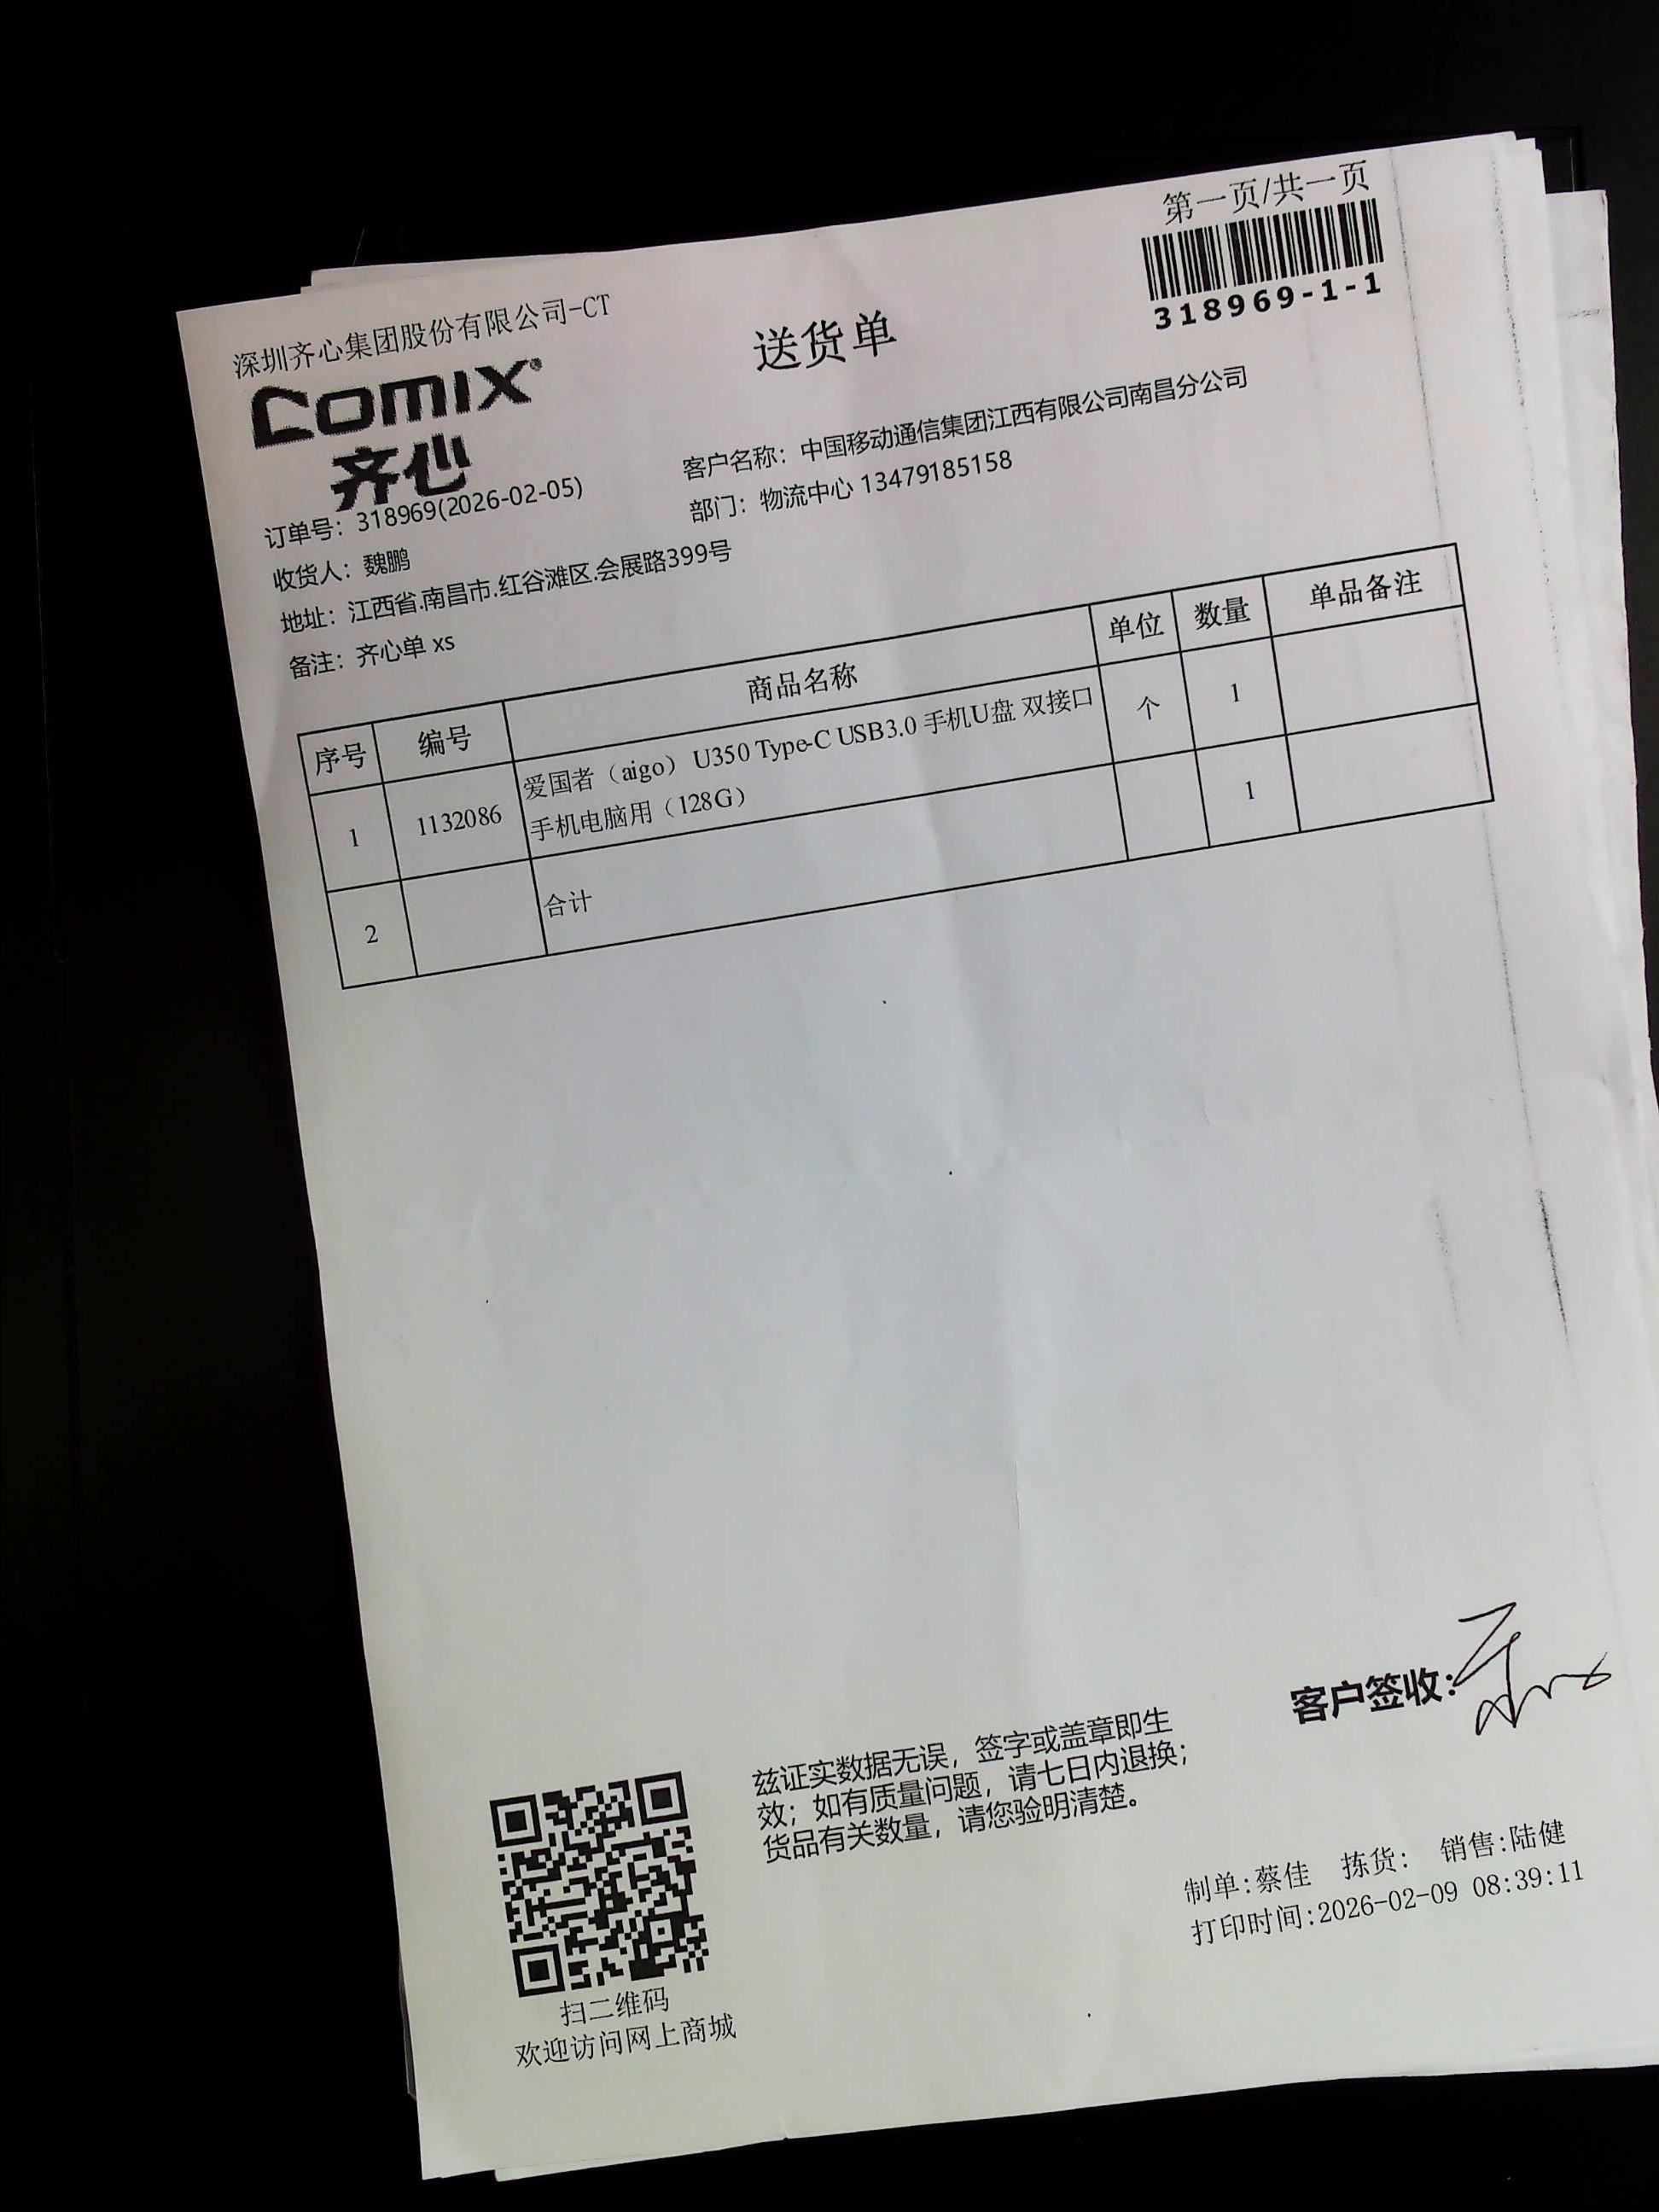 第一页/共一页
318969-1-1
深圳齐心集团股份有限公司-CT
送货单
COMIX
齐心
订单号：318969(2026-02-05)
客户名称：中国移动通信集团江西有限公司南昌分公司
收货人：魏鹏
部门：物流中心 13479185158
地址：江西省.南昌市.红谷滩区.会展路399号
备注：齐心单 xs
序号 编号 商品名称 单位 数量 单品备注
1 1132086 爱国者（aigo） U350 Type-C USB3.0 手机U盘 双接口 个 1
手机电脑用（128G）
2 合计 1
客户签收：
兹证实数据无误，签字或盖章即生
效；如有质量问题，请七日内退换；
货品有关数量，请您验明清楚。
制单:蔡佳 拣货: 销售:陆健
打印时间:2026-02-09 08:39:11
扫二维码
欢迎访问网上商城